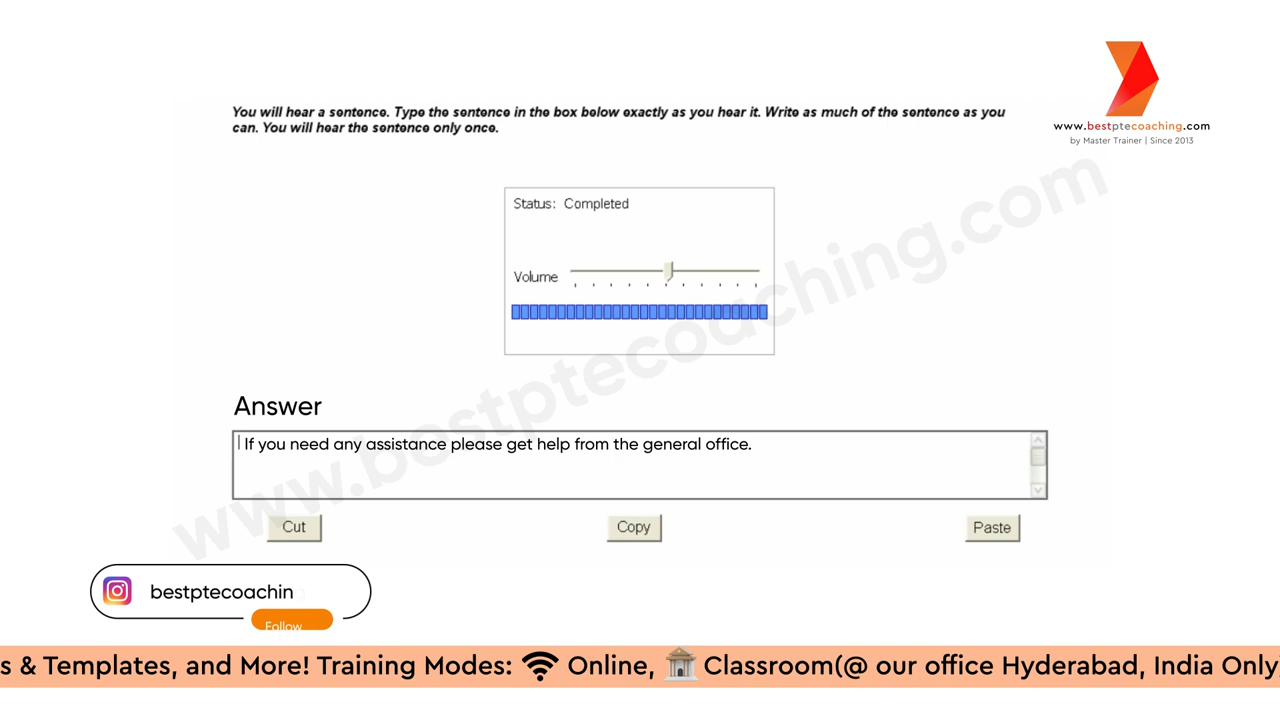 You will hear a sentence. Type the sentence in the box below exactly as you hear it. Write as much of the sentence as you
can. You will hear the sentence only once.
www.bestptecoaching.com
by Master Trainer | Since 2013
Status: Completed
Volume
www.bestptecoaching.com
Answer
If you need any assistance please get help from the general office.
Cut
Copy
Paste
bestptecoachin
Follow
s & Templates, and More! Training Modes: Online, Classroom(@ our office Hyderabad, India Only)